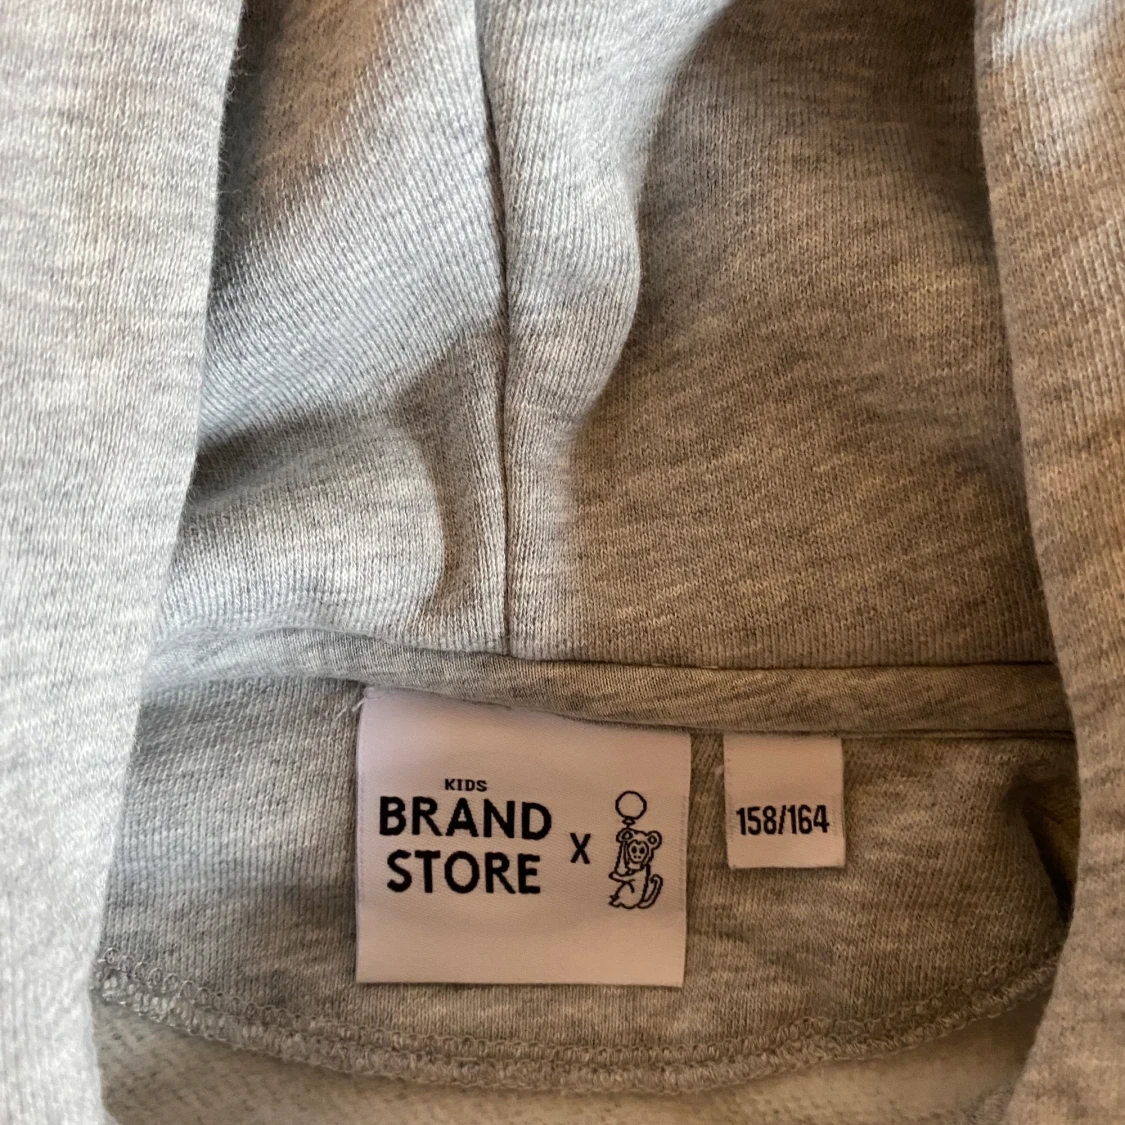 KIDS
BRAND
STORE
X
158/164